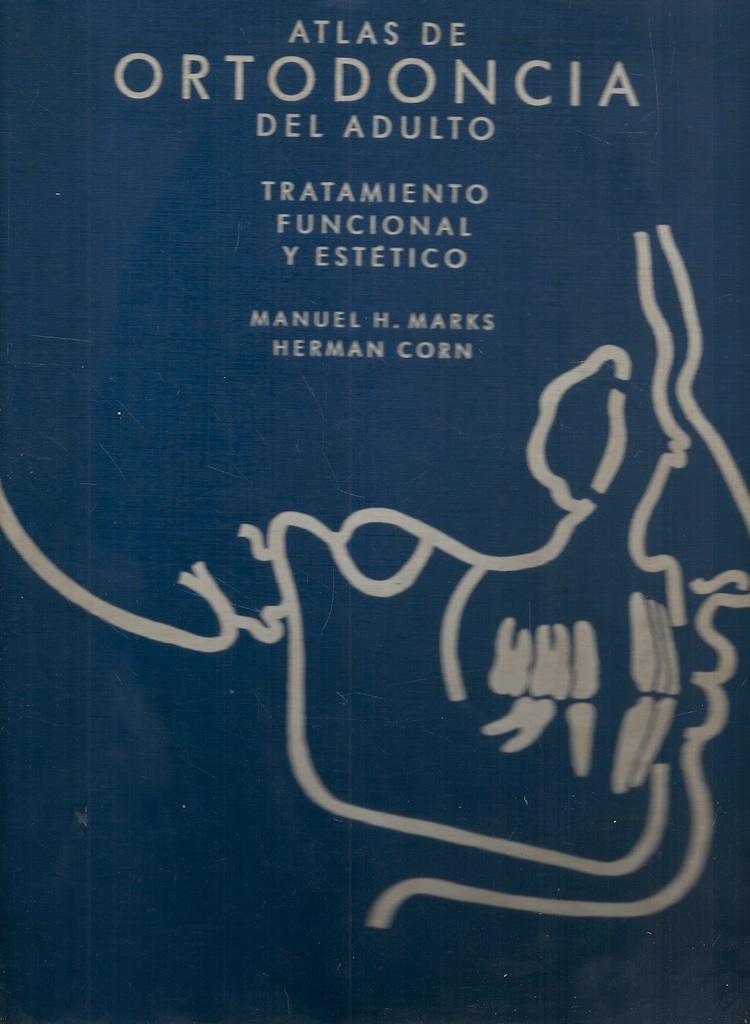 ATLAS DE
ORTODONCIA
DEL ADULTO
TRATAMIENTO
FUNCIONAL
Y ESTÉTICO
MANUEL H. MARKS
HERMAN CORN